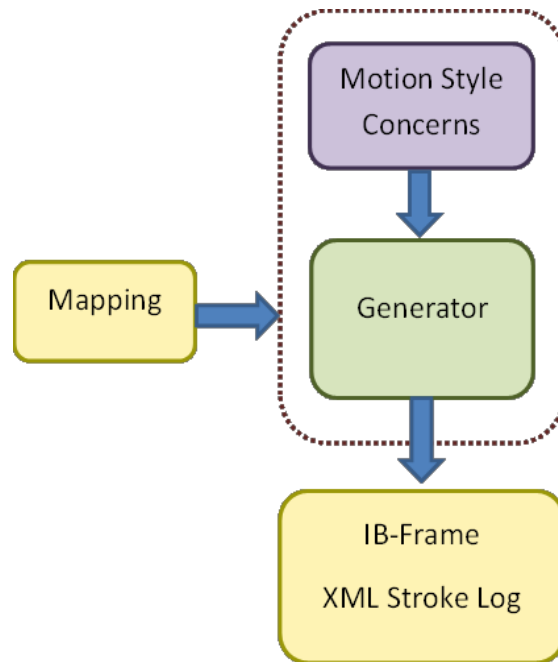 Motion Style
Concerns
Mapping
Generator
IB-Frame
XML Stroke Log